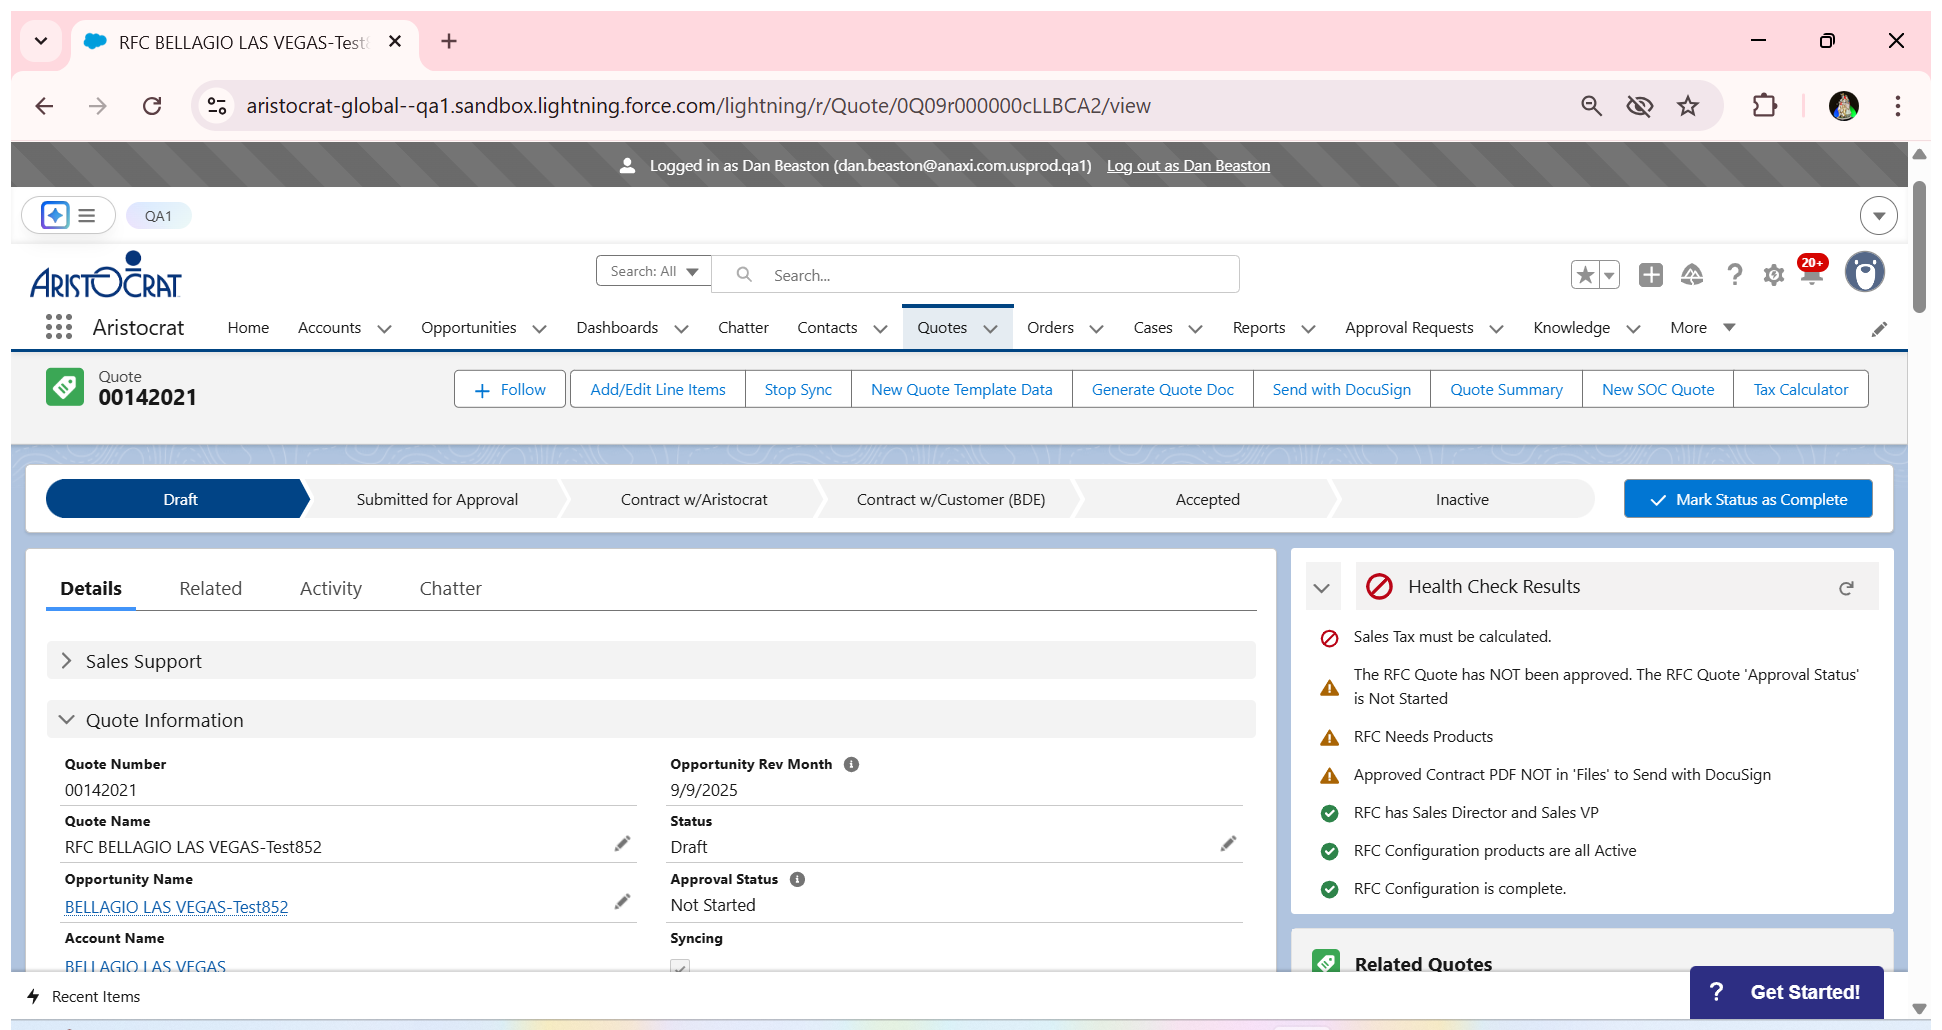 RFC BELLAGIO LAS VEGAS-Test8
aristocrat-global--qa1.sandbox.lightning.force.com/lightning/r/Quote/0Q09r000000cLLBCA2/view
Logged in as Dan Beaston (dan.beaston@anaxi.com.usprod.qa1) Log out as Dan Beaston
QA1
ARISTOCRAT
Search: All
Search...
20+
Aristocrat Home Accounts Opportunities Dashboards Chatter Contacts Quotes Orders Cases Reports Approval Requests Knowledge More
Quote
00142021
Follow Add/Edit Line Items Stop Sync New Quote Template Data Generate Quote Doc Send with DocuSign Quote Summary New SOC Quote Tax Calculator
Draft Submitted for Approval Contract w/Aristocrat Contract w/Customer (BDE) Accepted Inactive Mark Status as Complete
Details Related Activity Chatter
Sales Support
Quote Information
Quote Number
00142021
Quote Name
RFC BELLAGIO LAS VEGAS-Test852
Opportunity Name
BELLAGIO LAS VEGAS-Test852
Account Name
BELLAGIO LAS VEGAS
Opportunity Rev Month
9/9/2025
Status
Draft
Approval Status
Not Started
Syncing
Health Check Results
Sales Tax must be calculated.
The RFC Quote has NOT been approved. The RFC Quote 'Approval Status'
is Not Started
RFC Needs Products
Approved Contract PDF NOT in 'Files' to Send with DocuSign
RFC has Sales Director and Sales VP
RFC Configuration products are all Active
RFC Configuration is complete.
Related Quotes
Recent Items
? Get Started!